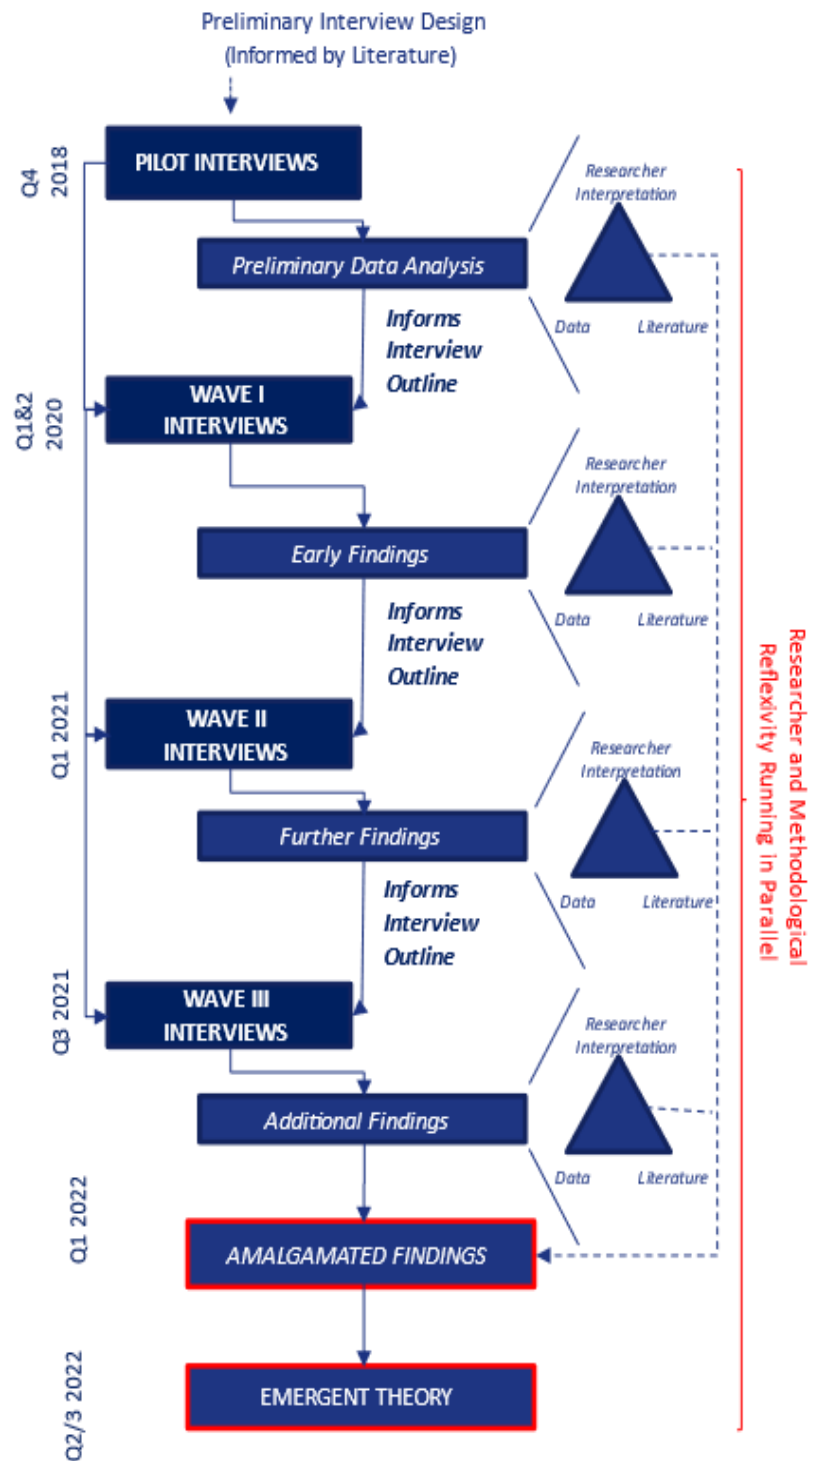 Preliminary Interview Design
(Informed by Literature)
Q4
2018
PILOT INTERVIEWS
Researcher
Interpretation
Preliminary Data Analysis
Data
Literature
Informs
Interview
Outline
Q1&2
2020
WAVE I
INTERVIEWS
Researcher
Interpretation
Early Findings
Data
Literature
Informs
Interview
Outline
Q1 2021
WAVE II
INTERVIEWS
Researcher
Interpretation
Further Findings
Data
Literature
Informs
Interview
Outline
Q3 2021
WAVE III
INTERVIEWS
Researcher
Interpretation
Additional Findings
Data
Literature
Q1 2022
AMALGAMATED FINDINGS
Q2/3 2022
EMERGENT THEORY
Researcher and Methodological
Reflexivity Running in Parallel